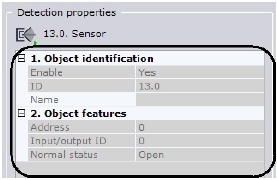 Detection properties
13.0. Sensor
1. Object identification
Enable Yes
ID 13.0
Name
2. Object features
Address 0
Input/output ID 0
Normal status Open